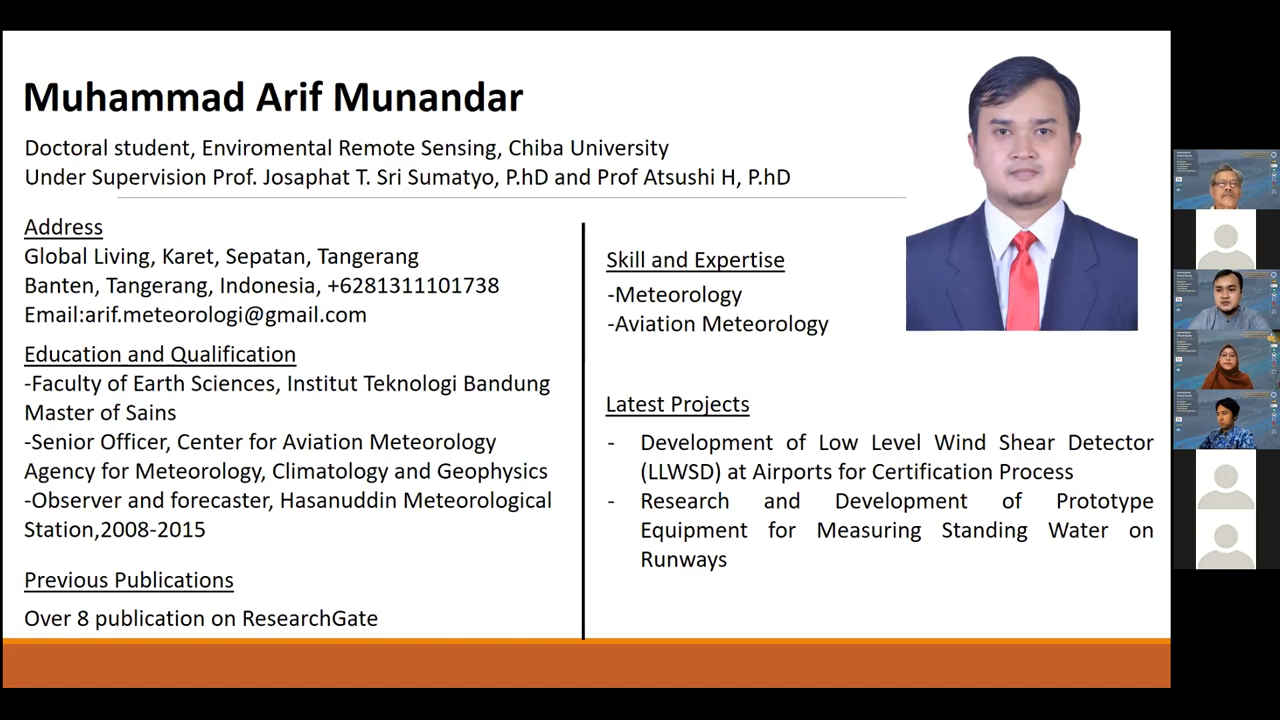 Muhammad Arif Munandar
Doctoral student, Enviromental Remote Sensing, Chiba University
Under Supervision Prof. Josaphat T. Sri Sumatyo, P.hD and Prof Atsushi H, P.hD
Address
Global Living, Karet, Sepatan, Tangerang
Banten, Tangerang, Indonesia, +6281311101738
Email:arif.meteorologi@gmail.com
Education and Qualification
-Faculty of Earth Sciences, Institut Teknologi Bandung
Master of Sains
-Senior Officer, Center for Aviation Meteorology
Agency for Meteorology, Climatology and Geophysics
-Observer and forecaster, Hasanuddin Meteorological
Station,2008-2015
Previous Publications
Over 8 publication on ResearchGate
Skill and Expertise
-Meteorology
-Aviation Meteorology
Latest Projects
- Development of Low Level Wind Shear Detector
(LLWSD) at Airports for Certification Process
- Research and Development of Prototype
Equipment for Measuring Standing Water on
Runways